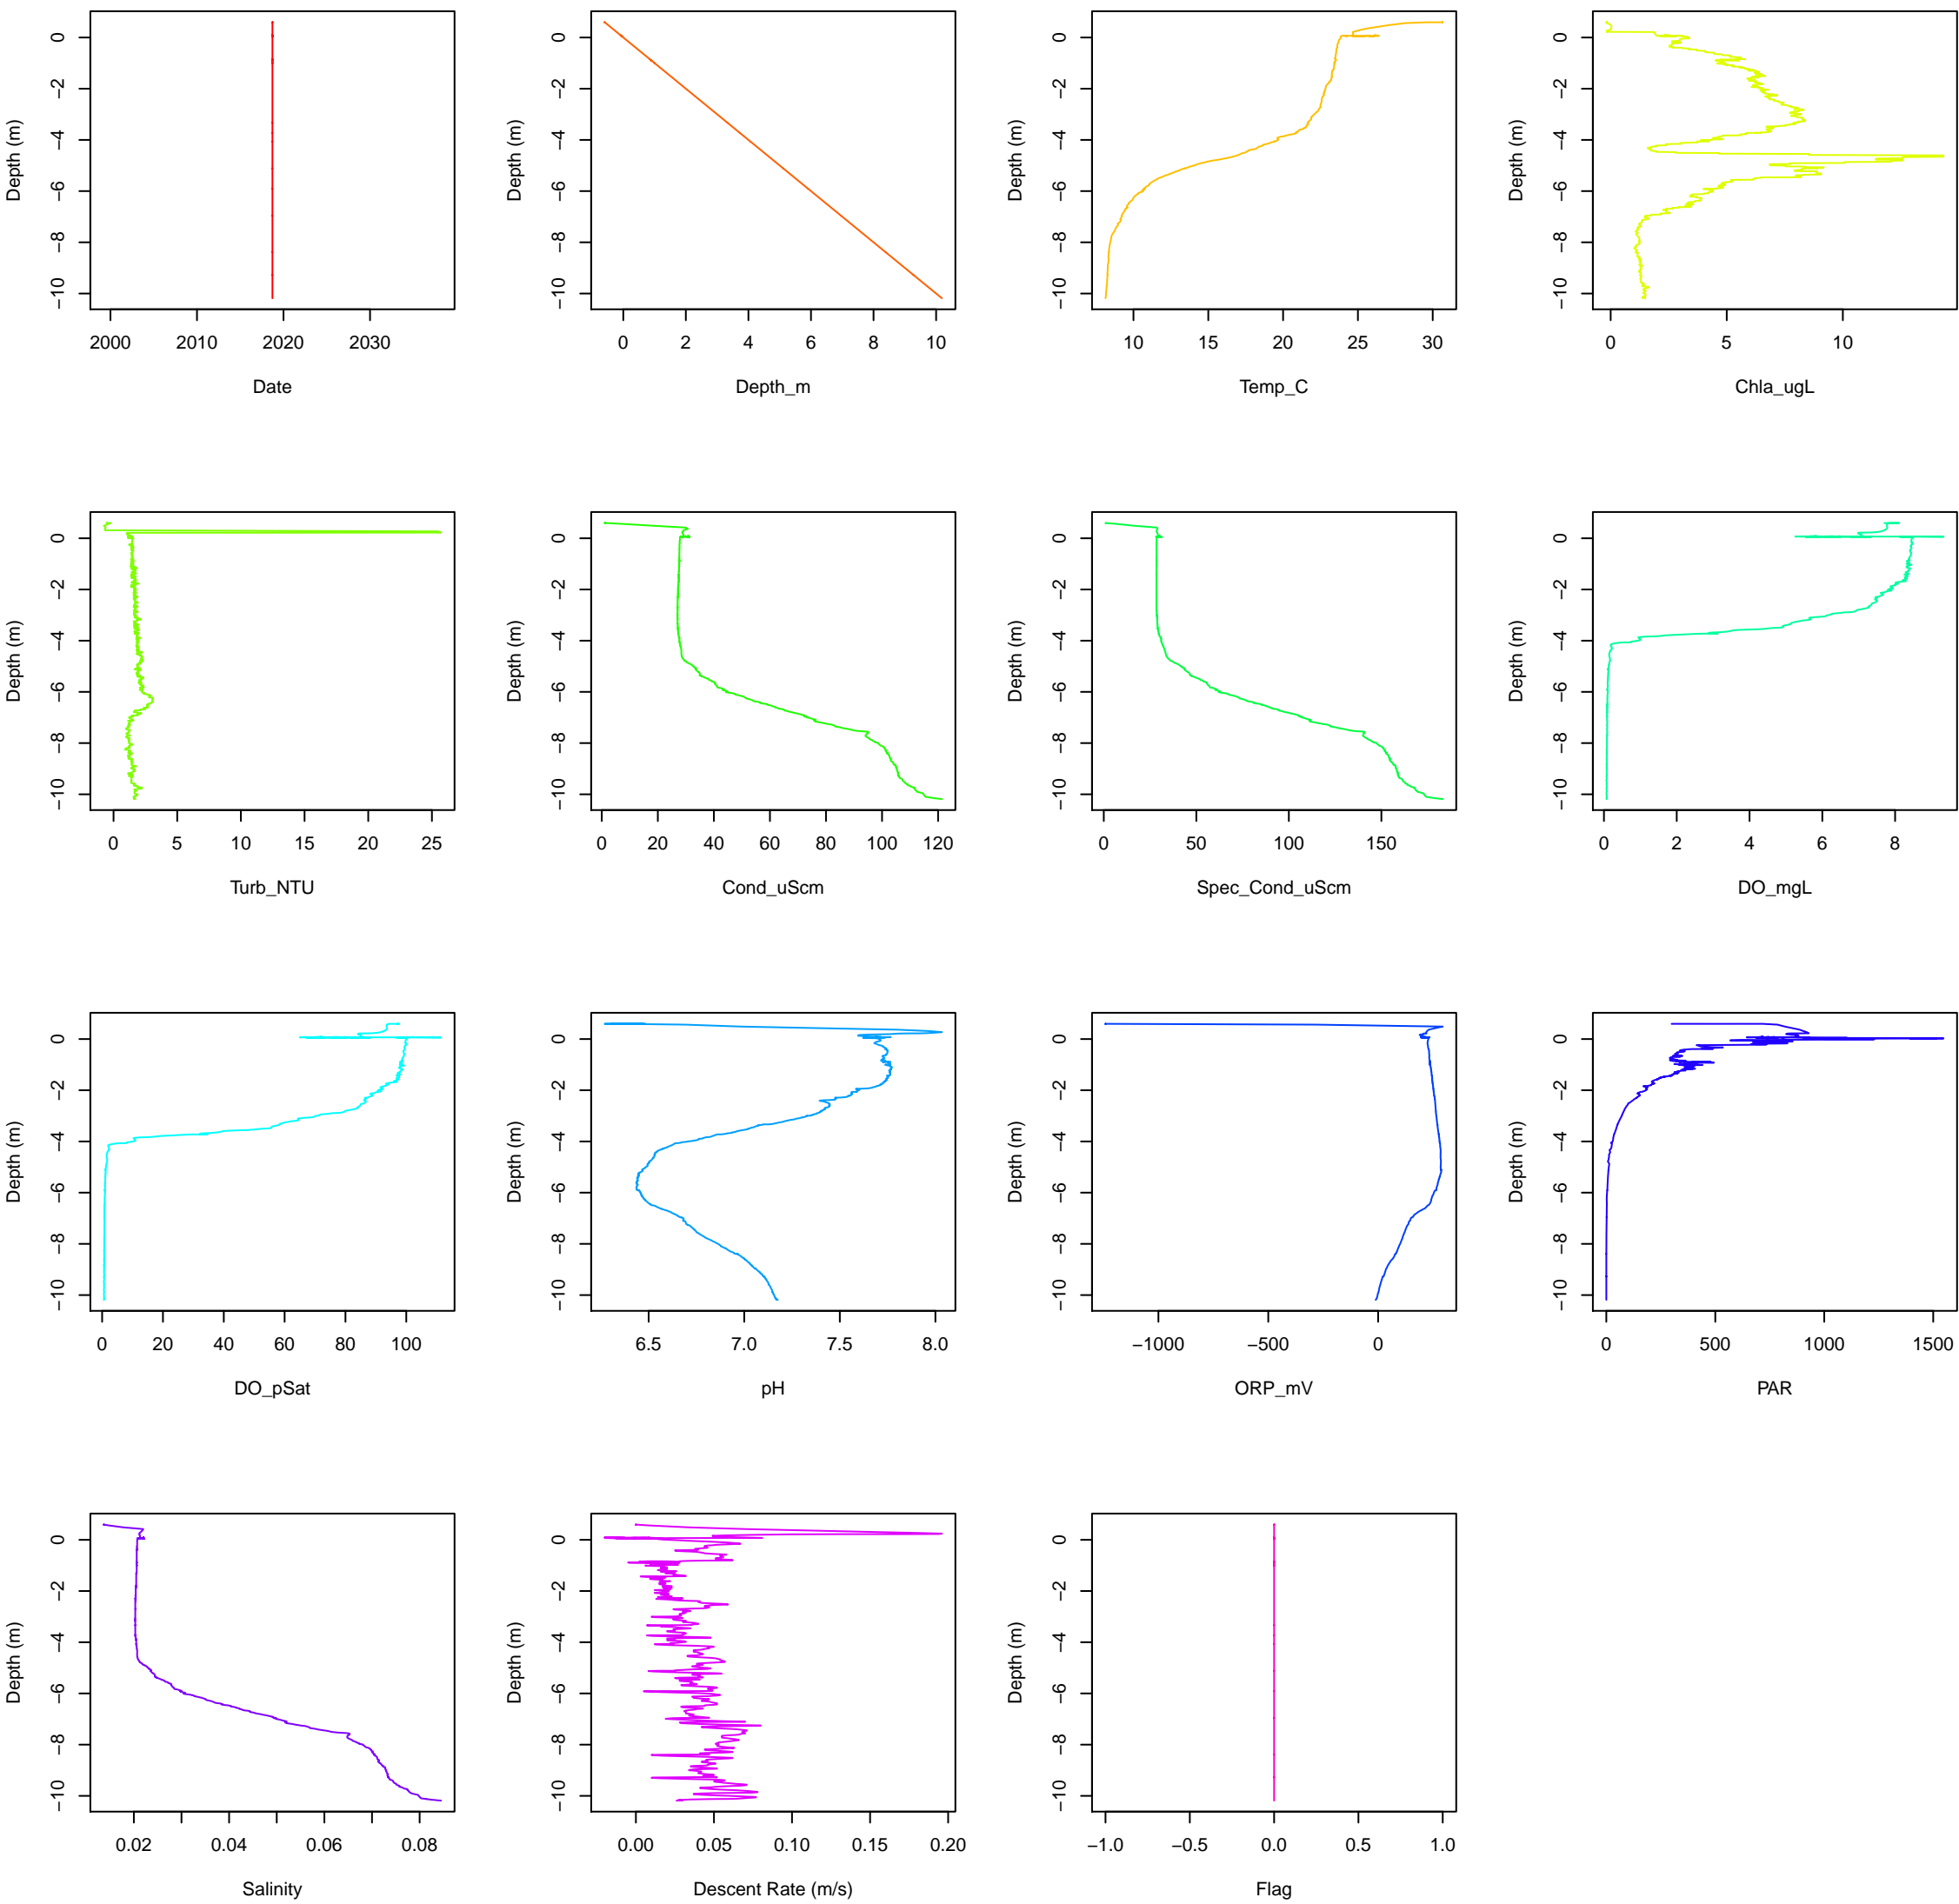 Depth (m)
0
−2
−4
−6
−8
−10
2000 2010 2020 2030
Date
Depth (m)
0
−2
−4
−6
−8
−10
0 2 4 6 8 10
Depth_m
Depth (m)
0
−2
−4
−6
−8
−10
10 15 20 25 30
Temp_C
Depth (m)
0
−2
−4
−6
−8
−10
0 5 10
Chla_ugL
Depth (m)
0
−2
−4
−6
−8
−10
0 5 10 15 20 25
Turb_NTU
Depth (m)
0
−2
−4
−6
−8
−10
0 20 40 60 80 100 120
Cond_uScm
Depth (m)
0
−2
−4
−6
−8
−10
0 50 100 150
Spec_Cond_uScm
Depth (m)
0
−2
−4
−6
−8
−10
0 2 4 6 8
DO_mgL
Depth (m)
0
−2
−4
−6
−8
−10
0 20 40 60 80 100
DO_pSat
Depth (m)
0
−2
−4
−6
−8
−10
6.5 7.0 7.5 8.0
pH
Depth (m)
0
−2
−4
−6
−8
−10
−1000 −500 0
ORP_mV
Depth (m)
0
−2
−4
−6
−8
−10
0 500 1000 1500
PAR
Depth (m)
0
−2
−4
−6
−8
−10
0.02 0.04 0.06 0.08
Salinity
Depth (m)
0
−2
−4
−6
−8
−10
0.00 0.05 0.10 0.15 0.20
Descent Rate (m/s)
Depth (m)
0
−2
−4
−6
−8
−10
−1.0 −0.5 0.0 0.5 1.0
Flag